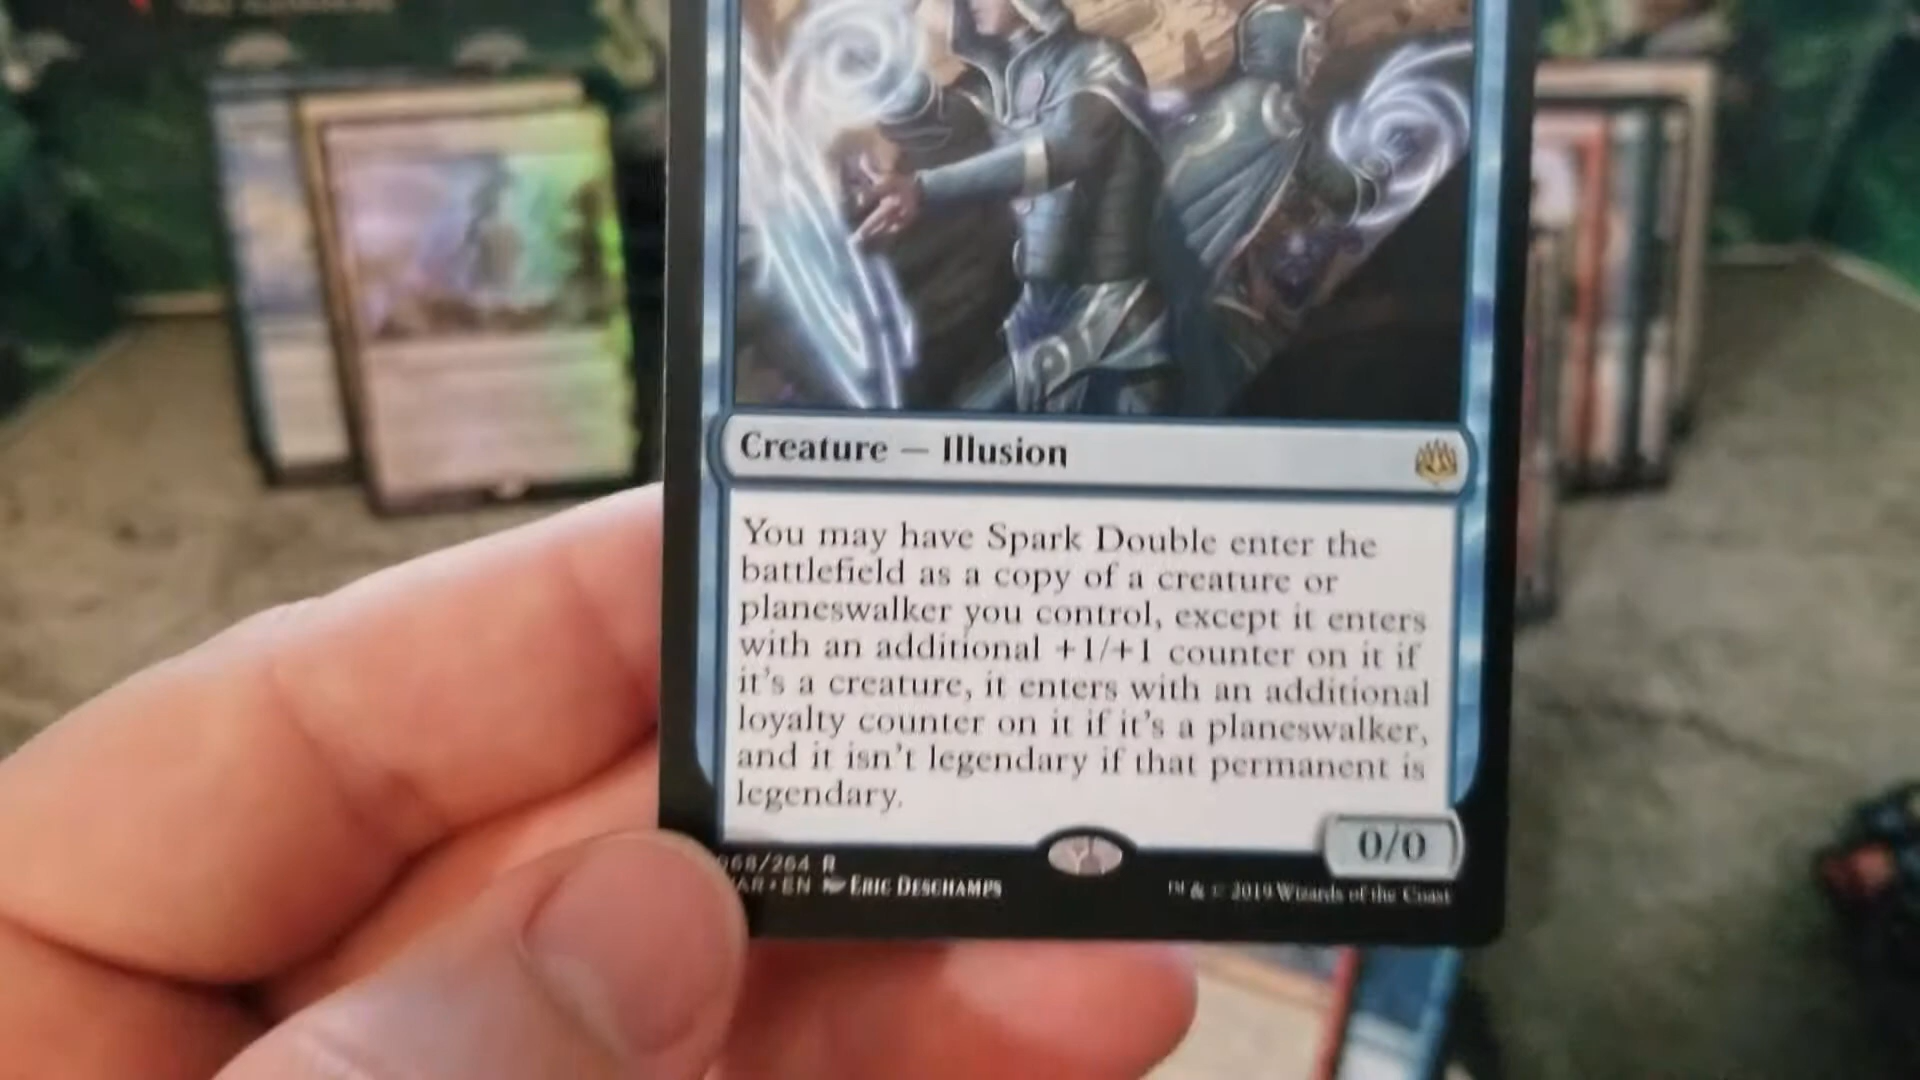 Creature — Illusion
You may have Spark Double enter the
battlefield as a copy of a creature or
planeswalker you control, except it enters
with an additional +1/+1 counter on it if
it's a creature, it enters with an additional
loyalty counter on it if it's a planeswalker,
and it isn't legendary if that permanent is
legendary.
0/0
068/264 R
WAR • EN Eric Deschamps
™ & © 2019 Wizards of the Coast